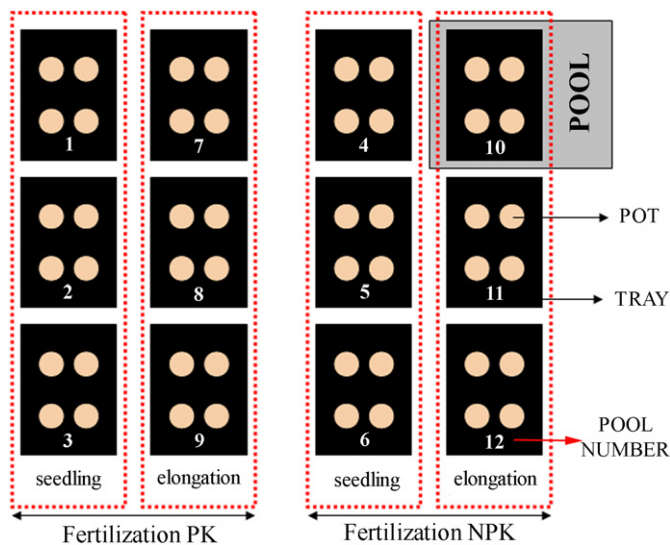 1 7 4 10
POOL
2 8 5 11
POT
TRAY
3 9 6 12
POOL
NUMBER
seedling elongation seedling elongation
Fertilization PK Fertilization NPK